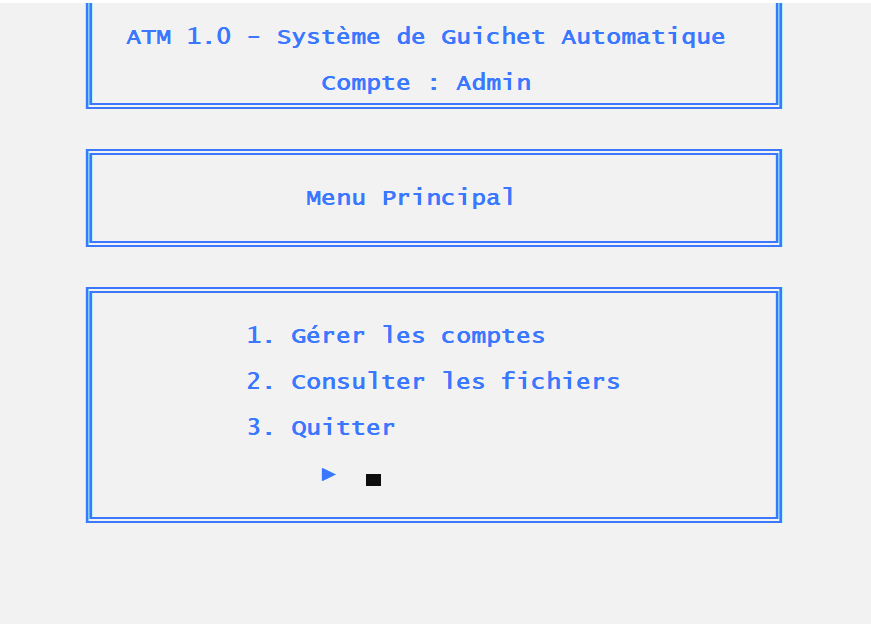 ATM 1.0 - Système de Guichet Automatique
Compte : Admin
Menu Principal
1. Gérer les comptes
2. Consulter les fichiers
3. Quitter
►